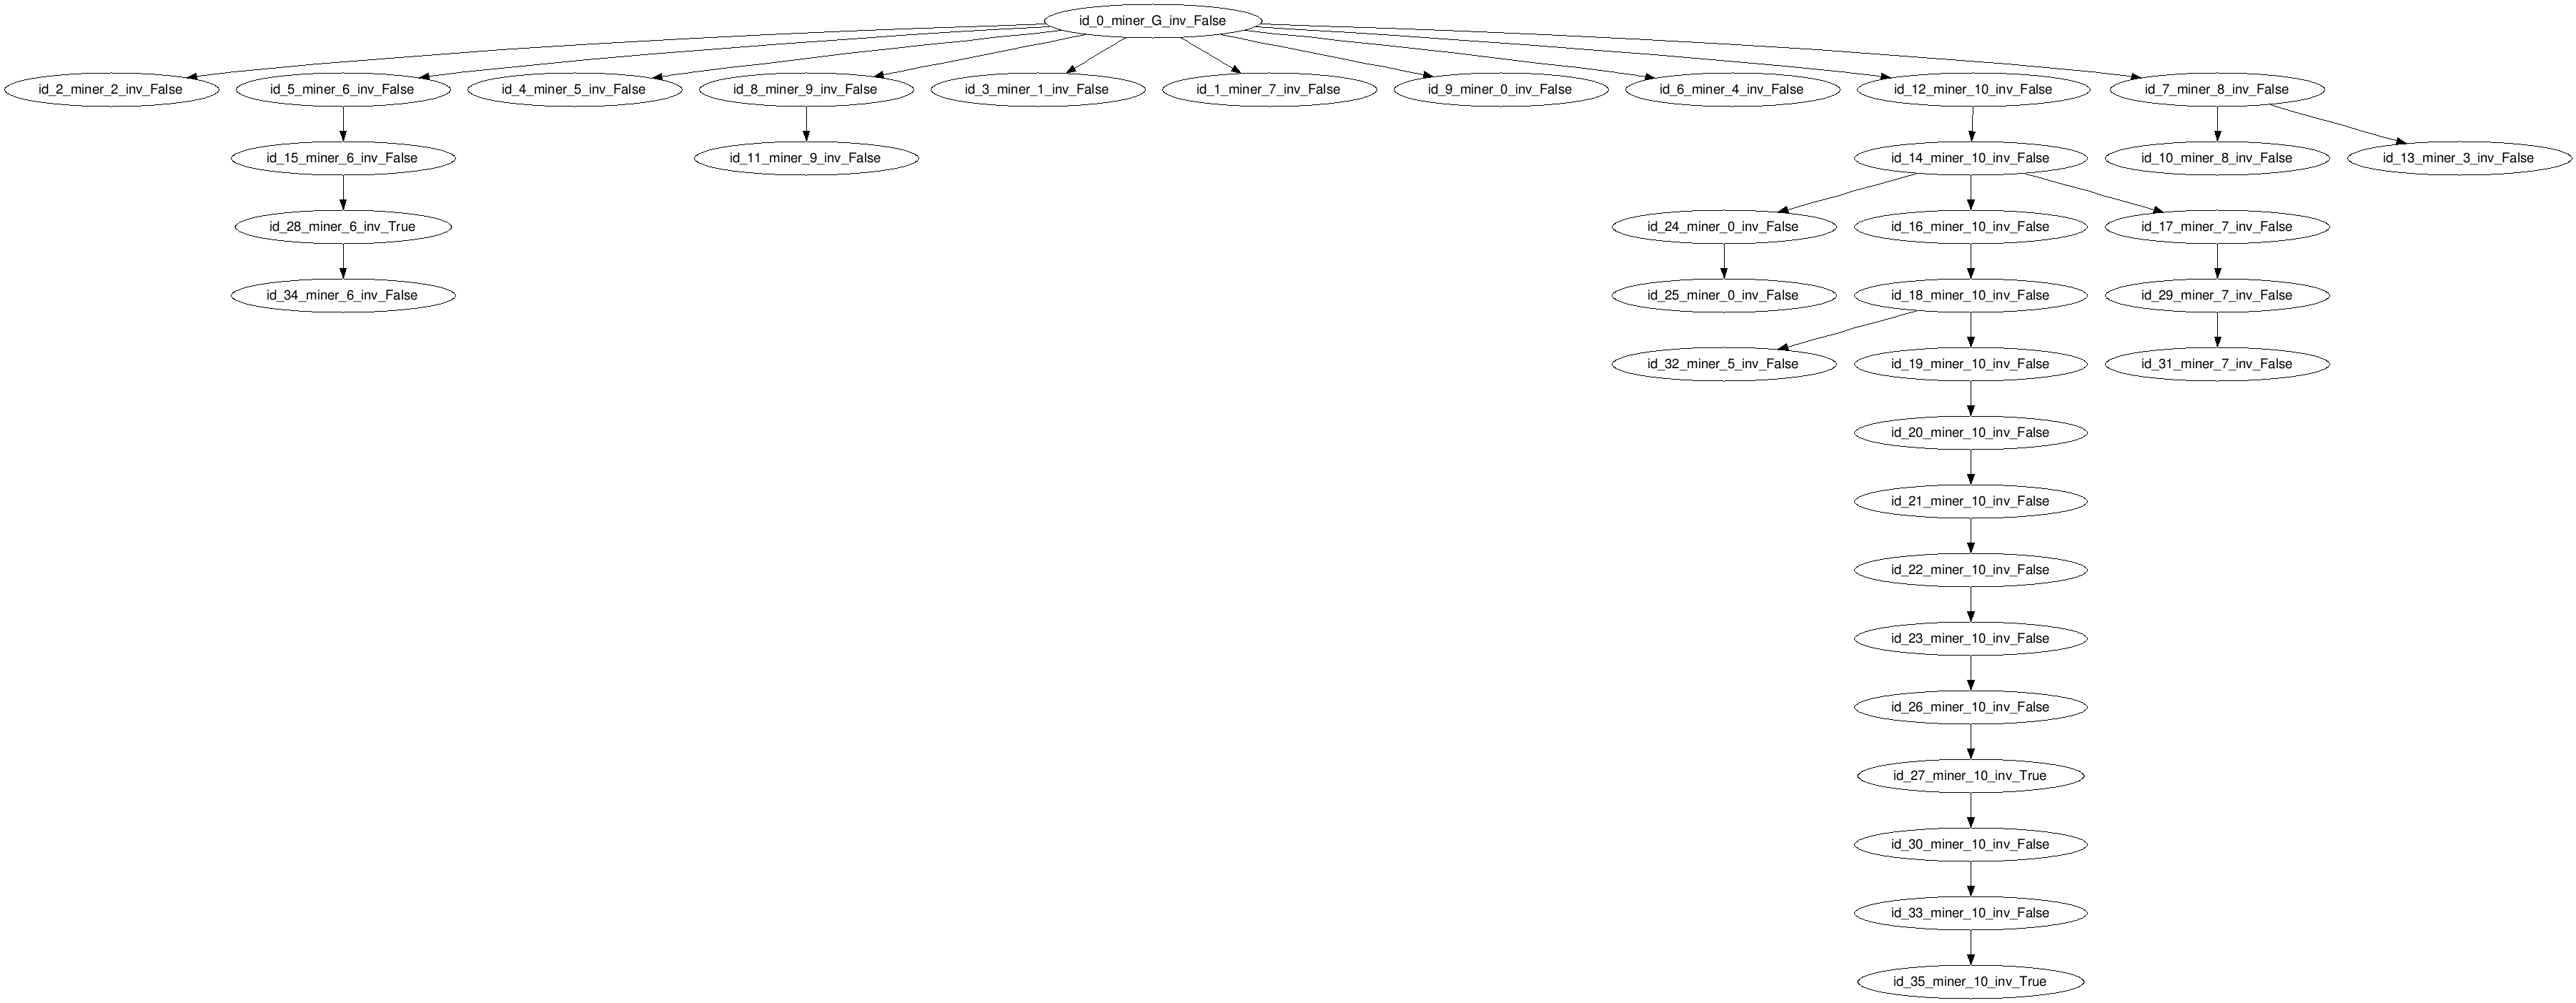 id_0_miner_G_inv_False
id_2_miner_2_inv_False
id_5_miner_6_inv_False
id_4_miner_5_inv_False
id_8_miner_9_inv_False
id_3_miner_1_inv_False
id_1_miner_7_inv_False
id_9_miner_0_inv_False
id_6_miner_4_inv_False
id_12_miner_10_inv_False
id_7_miner_8_inv_False
id_15_miner_6_inv_False
id_11_miner_9_inv_False
id_14_miner_10_inv_False
id_10_miner_8_inv_False
id_13_miner_3_inv_False
id_28_miner_6_inv_True
id_24_miner_0_inv_False
id_16_miner_10_inv_False
id_17_miner_7_inv_False
id_34_miner_6_inv_False
id_25_miner_0_inv_False
id_18_miner_10_inv_False
id_29_miner_7_inv_False
id_32_miner_5_inv_False
id_19_miner_10_inv_False
id_31_miner_7_inv_False
id_20_miner_10_inv_False
id_21_miner_10_inv_False
id_22_miner_10_inv_False
id_23_miner_10_inv_False
id_26_miner_10_inv_False
id_27_miner_10_inv_True
id_30_miner_10_inv_False
id_33_miner_10_inv_False
id_35_miner_10_inv_True